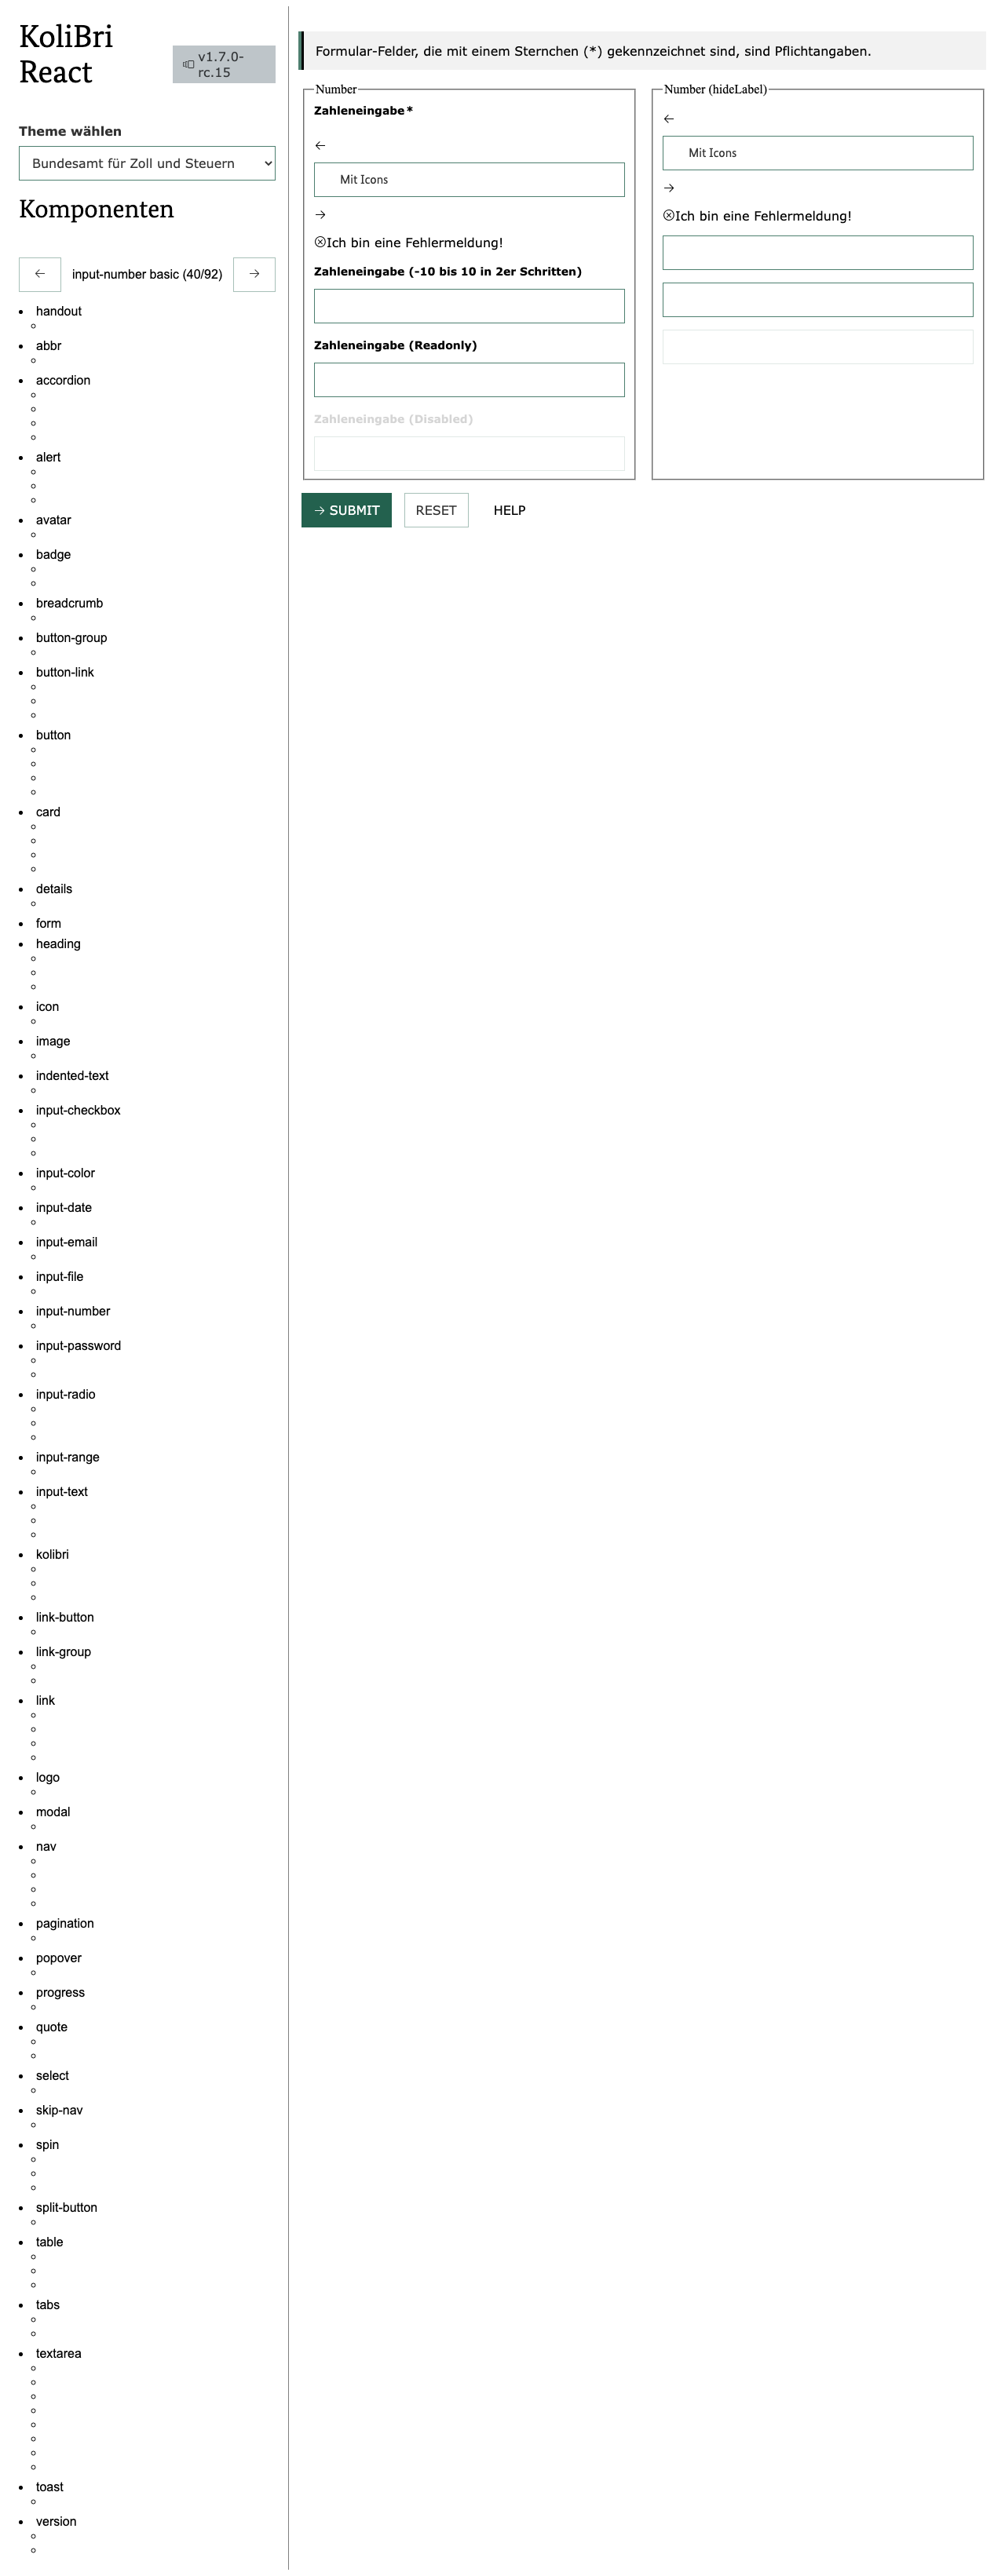 KoliBri
React
v1.7.0-
rc.15
Theme wählen
Bundesamt für Zoll und Steuern
Komponenten
input-number basic (40/92)
handout
abbr
accordion
alert
avatar
badge
breadcrumb
button-group
button-link
button
card
details
form
heading
icon
image
indented-text
input-checkbox
input-color
input-date
input-email
input-file
input-number
input-password
input-radio
input-range
input-text
kolibri
link-button
link-group
link
logo
modal
nav
pagination
popover
progress
quote
select
skip-nav
spin
split-button
table
tabs
textarea
toast
version
Formular-Felder, die mit einem Sternchen (*) gekennzeichnet sind, sind Pflichtangaben.
Number
Zahleneingabe*
Mit Icons
Ich bin eine Fehlermeldung!
Zahleneingabe (-10 bis 10 in 2er Schritten)
Zahleneingabe (Readonly)
Zahleneingabe (Disabled)
Number (hideLabel)
Mit Icons
Ich bin eine Fehlermeldung!
SUBMIT
RESET
HELP